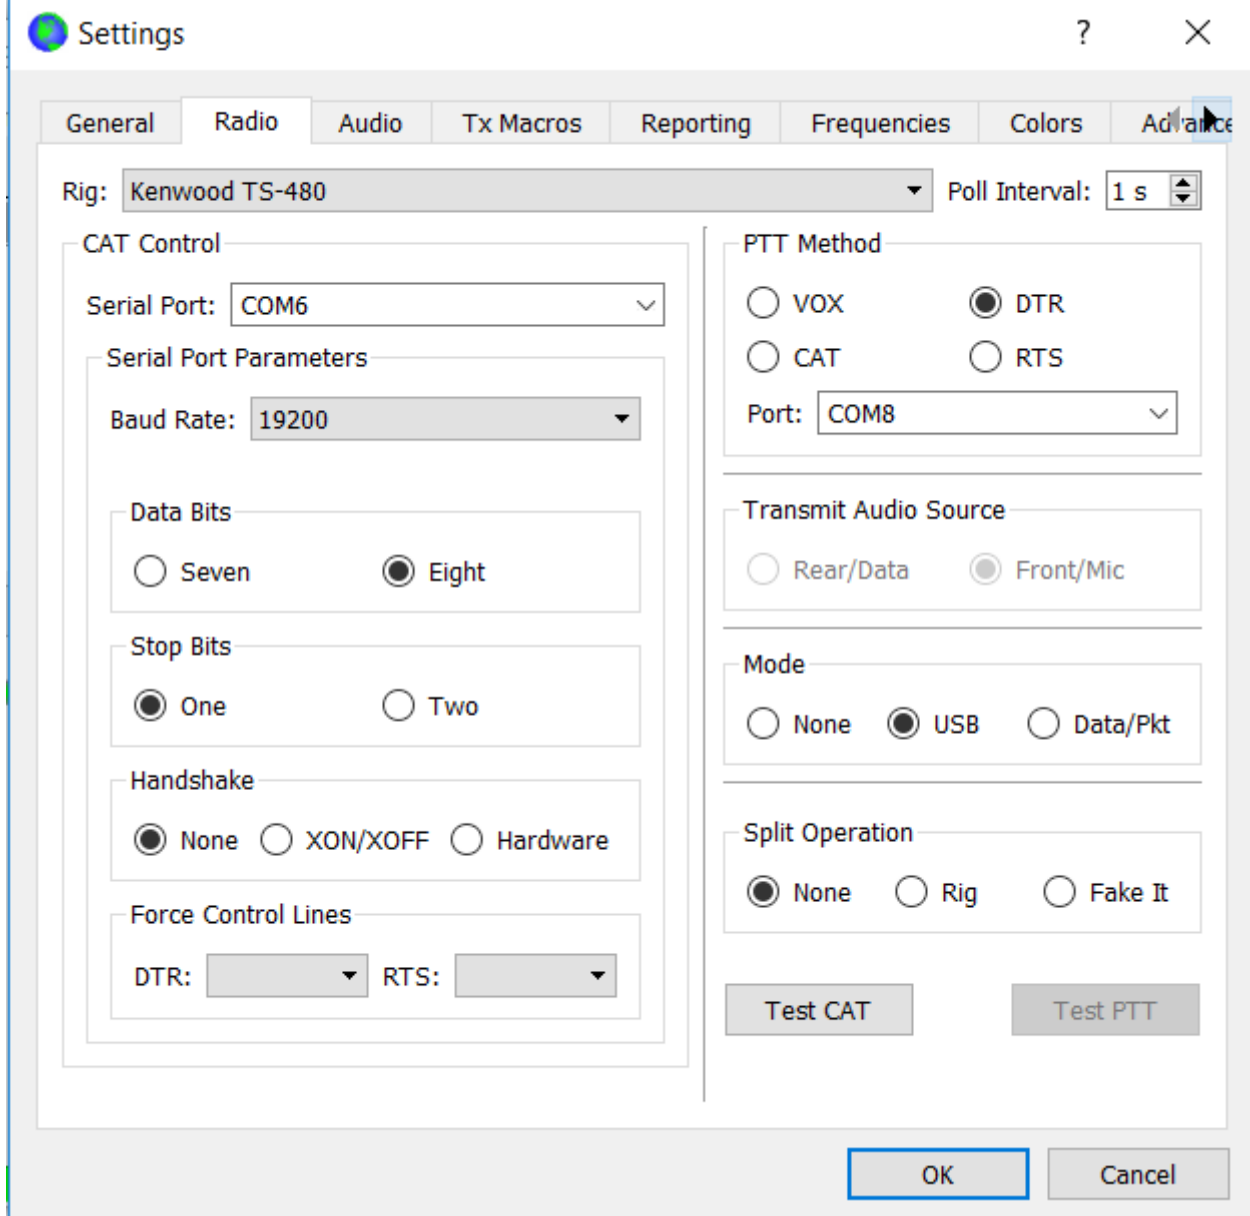 Settings ?
General Radio Audio Tx Macros Reporting Frequencies Colors Advance
Rig: Kenwood TS-480 Poll Interval: 1 s
CAT Control
Serial Port: COM6
Serial Port Parameters
Baud Rate: 19200
Data Bits
Seven Eight
Stop Bits
One Two
Handshake
None XON/XOFF Hardware
Force Control Lines
DTR: RTS:
PTT Method
VOX DTR
CAT RTS
Port: COM8
Transmit Audio Source
Rear/Data Front/Mic
Mode
None USB Data/Pkt
Split Operation
None Rig Fake It
Test CAT Test PTT
OK Cancel